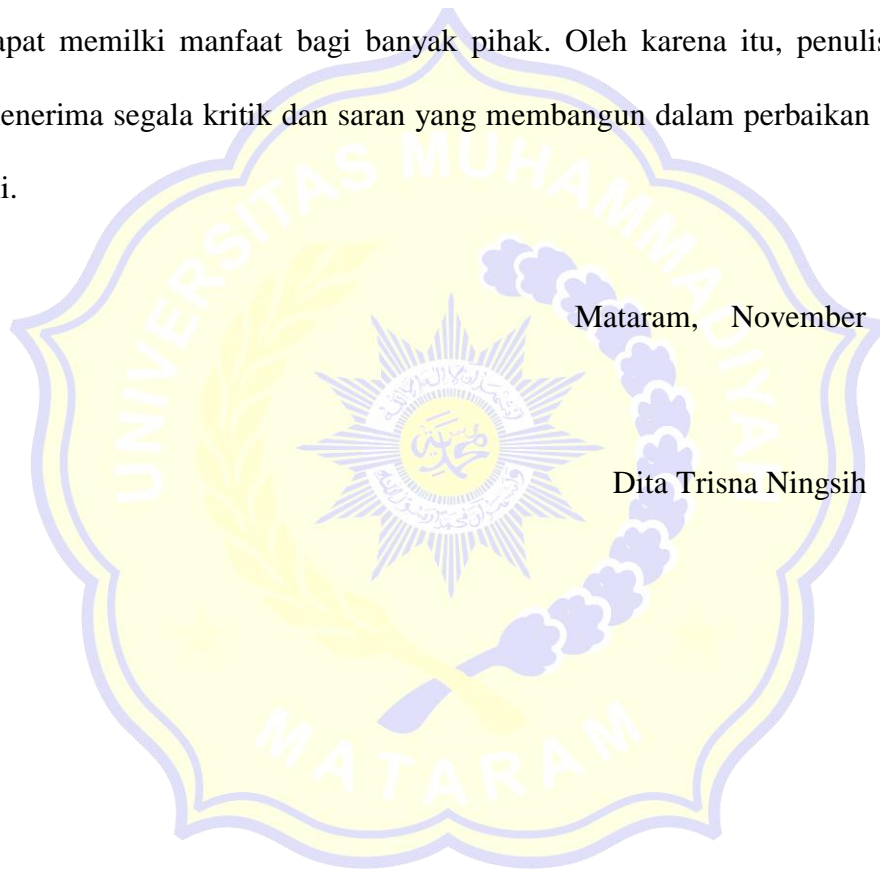 apat memilki manfaat bagi banyak pihak. Oleh karena itu, penulis
enerima segala kritik dan saran yang membangun dalam perbaikan
i.
Mataram, November
Dita Trisna Ningsih
UNIVERSITAS MUHAMMADIYAH
MATARAM